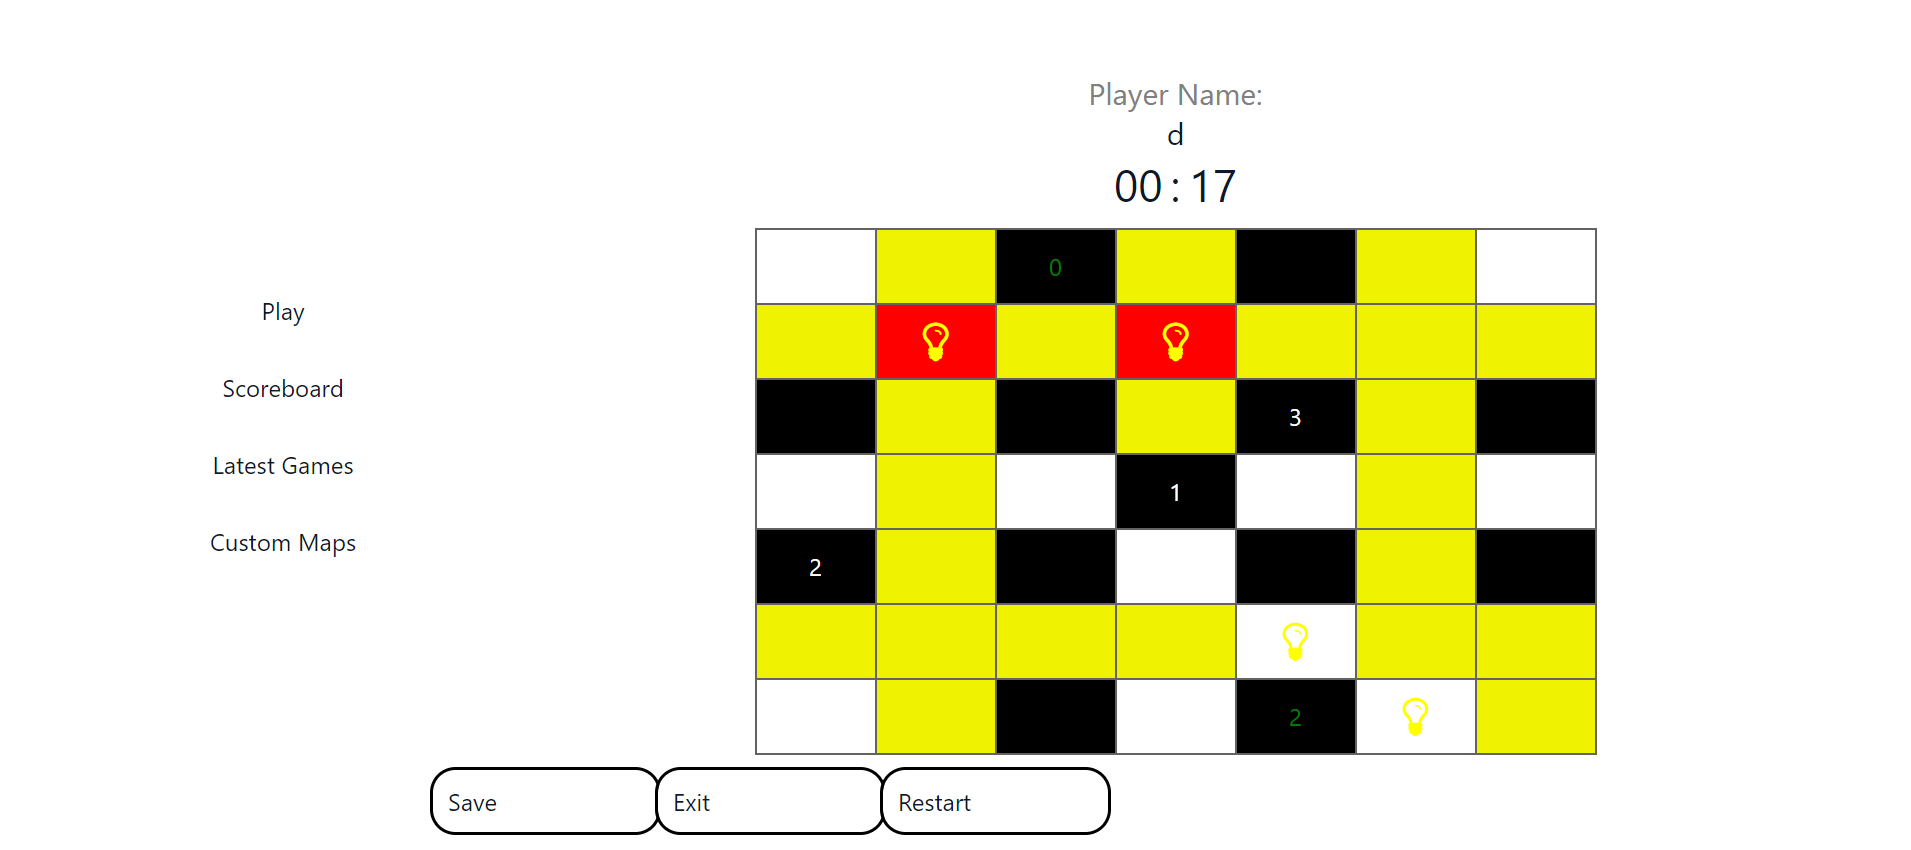 Player Name:
d
00 : 17
Play
Scoreboard
Latest Games
Custom Maps
0
3
1
2
2
Save
Exit
Restart